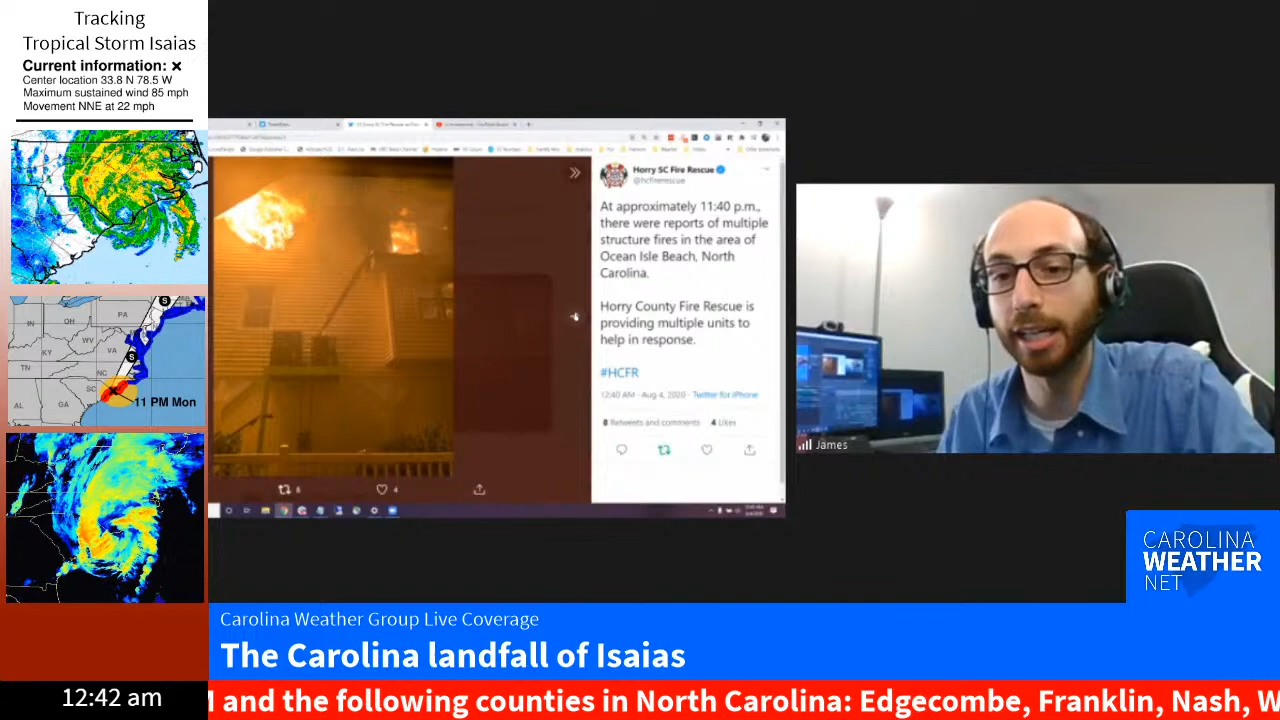 Tracking
Tropical Storm Isaias
Current information: ×
Center location 33.8 N 78.5 W
Maximum sustained wind 85 mph
Movement NNE at 22 mph
IN
OH
PA
WV
KY
VA
TN
NC
SC
AL
GA
S
S
11 PM Mon
12:42 am
Horry SC Fire Rescue
@hcfirerescue
At approximately 11:40 p.m.,
there were reports of multiple
structure fires in the area of
Ocean Isle Beach, North
Carolina.
Horry County Fire Rescue is
providing multiple units to
help in response.
#HCFR
12:40 AM · Aug 4, 2020 · Twitter for iPhone
8 Retweets and comments 4 Likes
4
James
CAROLINA
WEATHER
NET
Carolina Weather Group Live Coverage
The Carolina landfall of Isaias
and the following counties in North Carolina: Edgecombe, Franklin, Nash, W